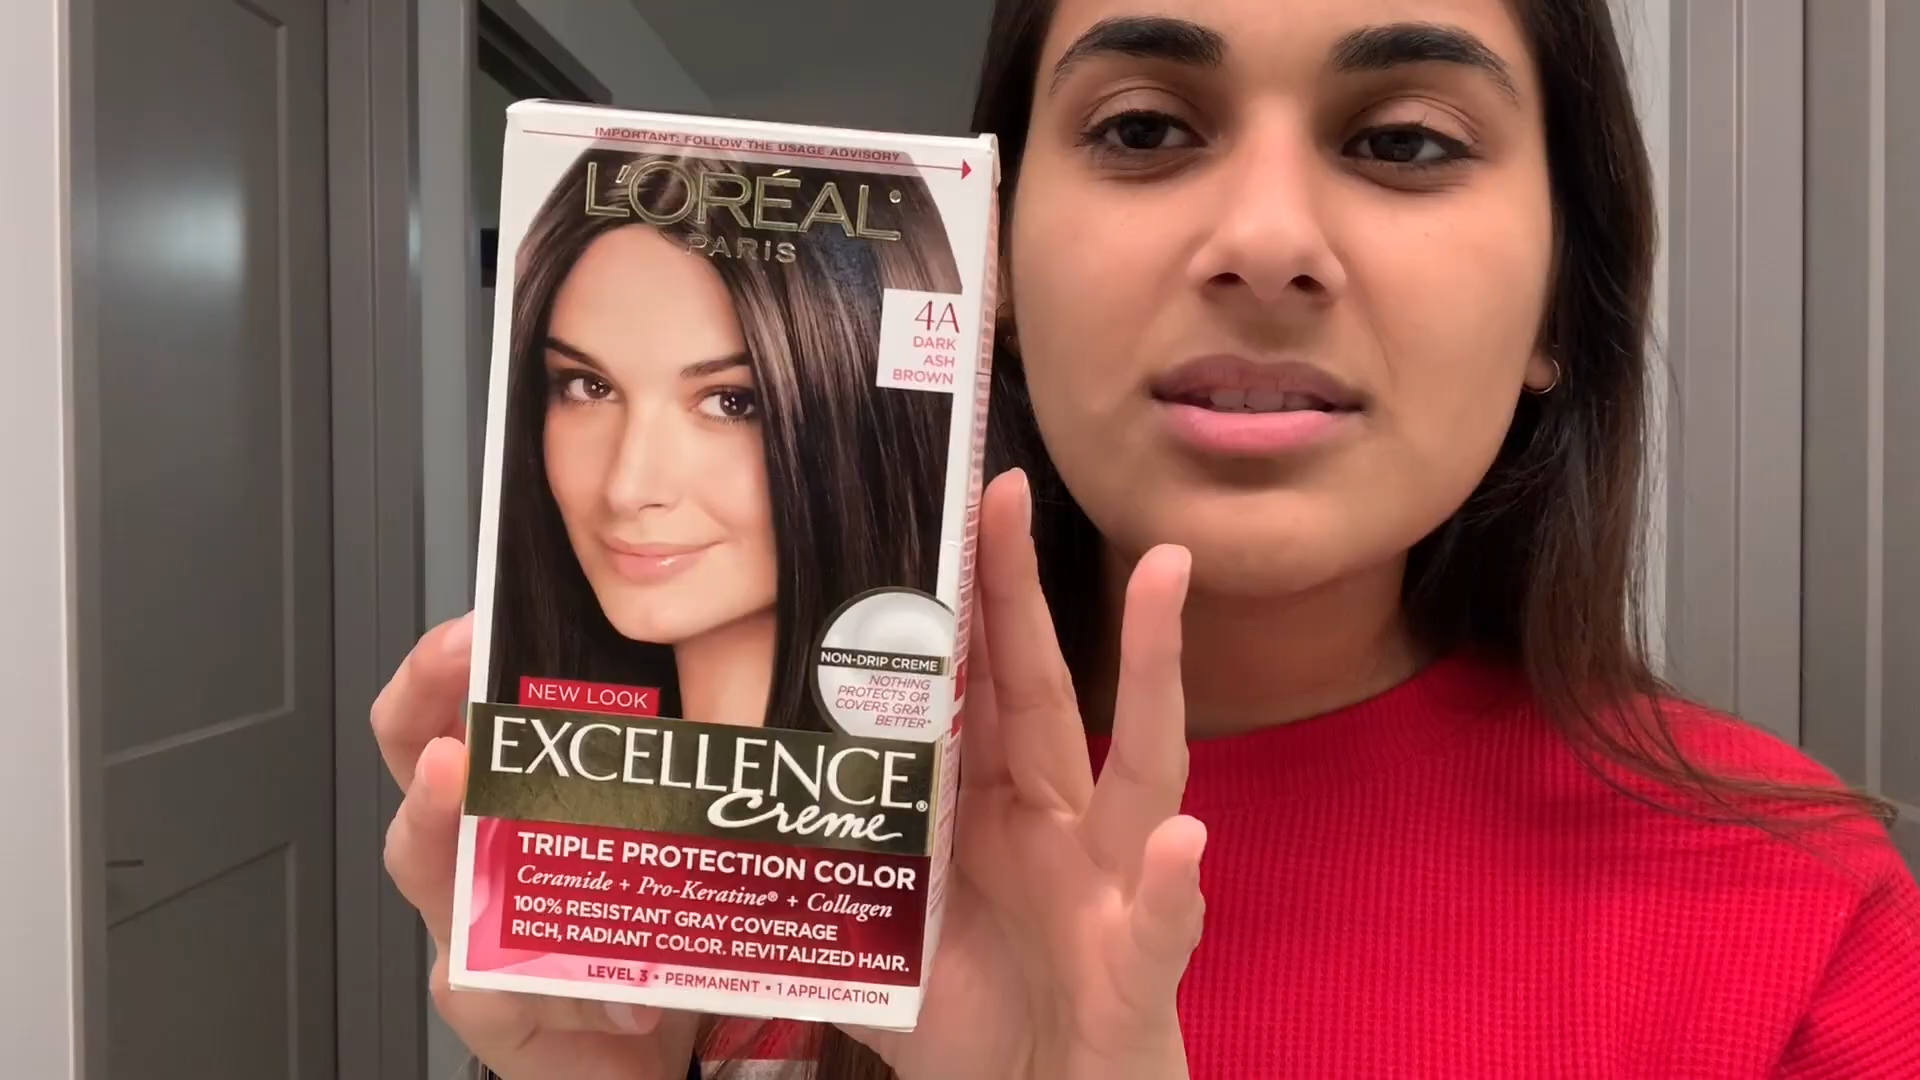 IMPORTANT: FOLLOW THE USAGE ADVISORY
L'ORÉAL
PARIS
4A
DARK
ASH
BROWN
NON-DRIP CREME
NOTHING
PROTECTS OR
COVERS GRAY
BETTER*
NEW LOOK
EXCELLENCE®
Creme
TRIPLE PROTECTION COLOR
Ceramide + Pro-Keratine® + Collagen
100% RESISTANT GRAY COVERAGE
RICH, RADIANT COLOR. REVITALIZED HAIR.
LEVEL 3 • PERMANENT • 1 APPLICATION